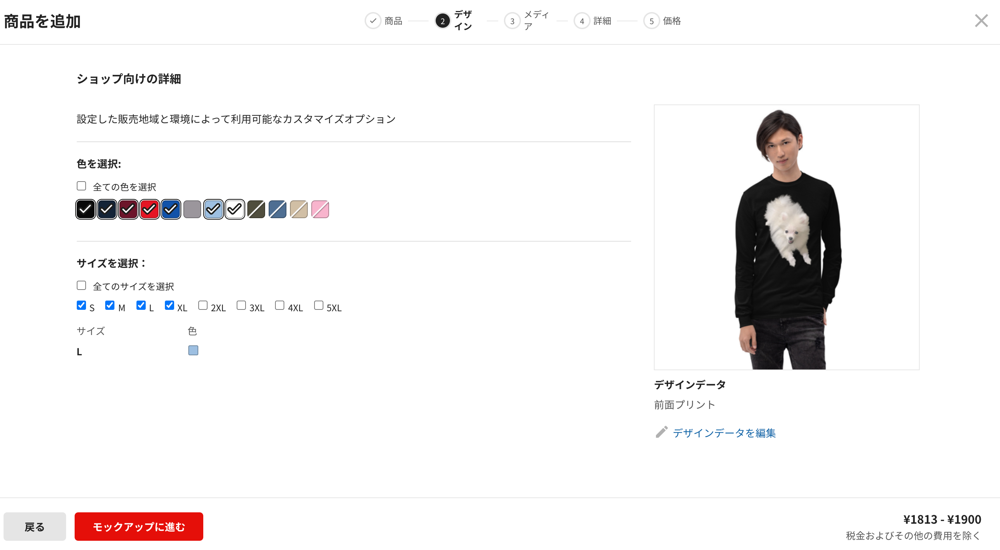 商品を追加
商品
2 デザ
イン
3 メディ
ア
4 詳細
5 価格
ショップ向けの詳細
設定した販売地域と環境によって利用可能なカスタマイズオプション
色を選択:
全ての色を選択
サイズを選択：
全てのサイズを選択
S M L XL 2XL 3XL 4XL 5XL
サイズ 色
L
デザインデータ
前面プリント
デザインデータを編集
戻る
モックアップに進む
¥1813 - ¥1900
税金およびその他の費用を除く